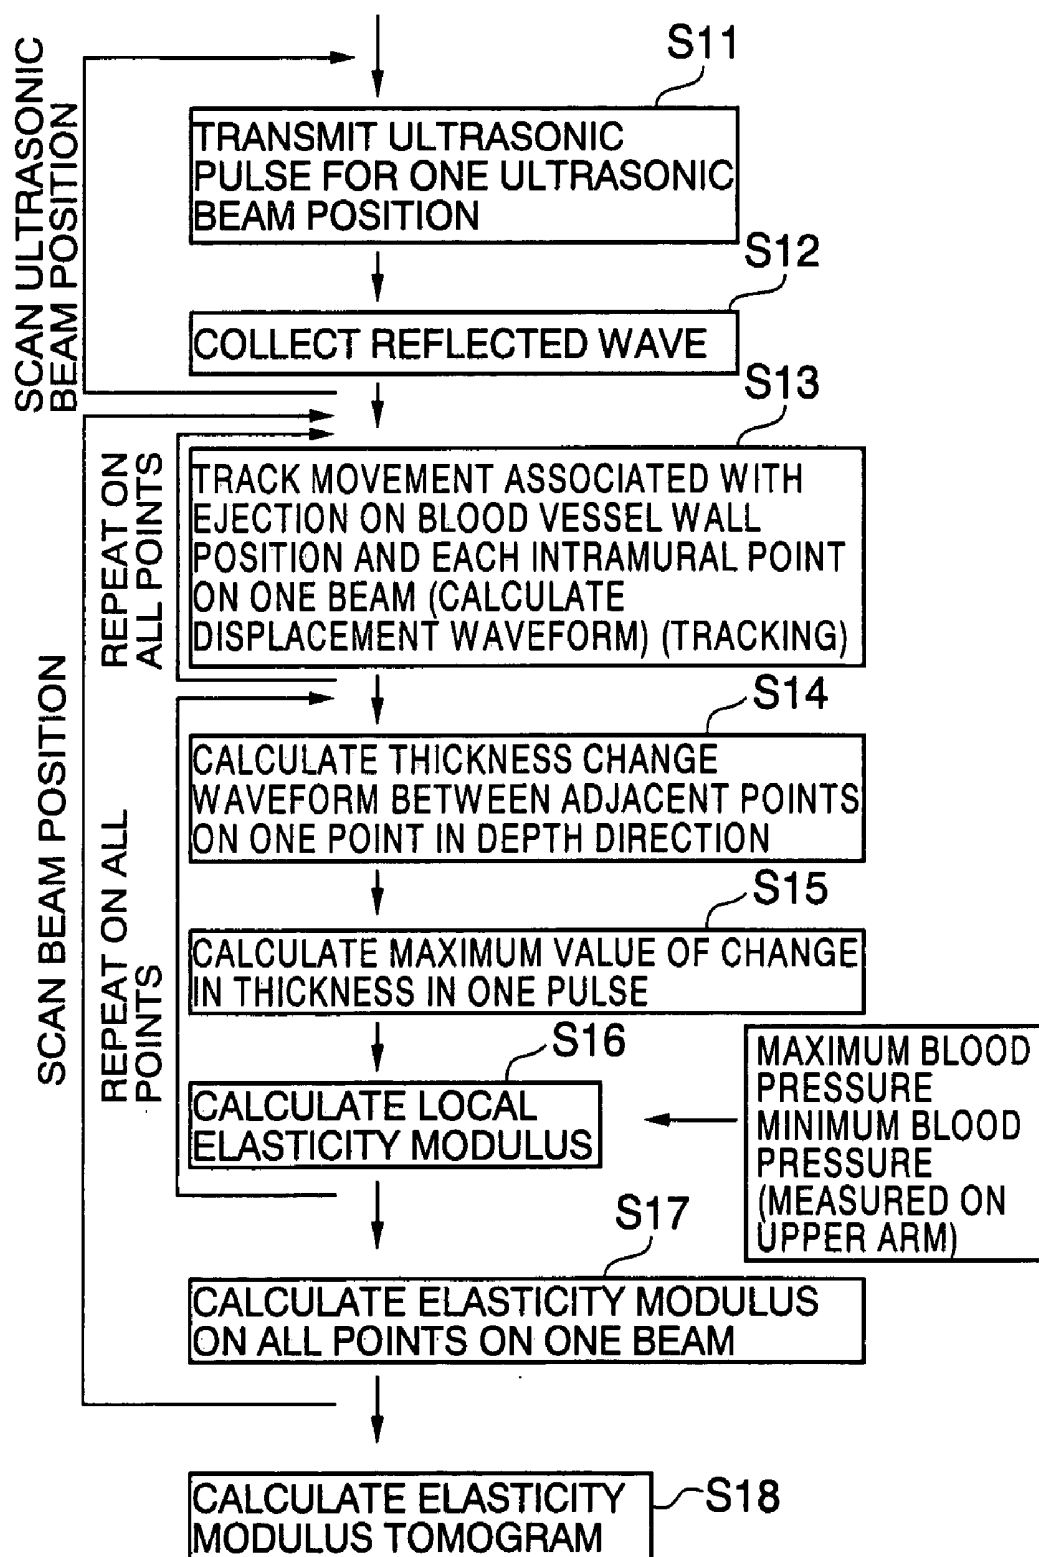 S11
TRANSMIT ULTRASONIC
PULSE FOR ONE ULTRASONIC
BEAM POSITION
SCAN ULTRASONIC
BEAM POSITION
S12
COLLECT REFLECTED WAVE
S13
TRACK MOVEMENT ASSOCIATED WITH
EJECTION ON BLOOD VESSEL WALL
POSITION AND EACH INTRAMURAL POINT
ON ONE BEAM (CALCULATE
DISPLACEMENT WAVEFORM) (TRACKING)
REPEAT ON
ALL POINTS
S14
CALCULATE THICKNESS CHANGE
WAVEFORM BETWEEN ADJACENT POINTS
ON ONE POINT IN DEPTH DIRECTION
SCAN BEAM POSITION
REPEAT ON ALL
POINTS
S15
CALCULATE MAXIMUM VALUE OF CHANGE
IN THICKNESS IN ONE PULSE
S16
CALCULATE LOCAL
ELASTICITY MODULUS
MAXIMUM BLOOD
PRESSURE
MINIMUM BLOOD
PRESSURE
(MEASURED ON
UPPER ARM)
S17
CALCULATE ELASTICITY MODULUS
ON ALL POINTS ON ONE BEAM
S18
CALCULATE ELASTICITY
MODULUS TOMOGRAM